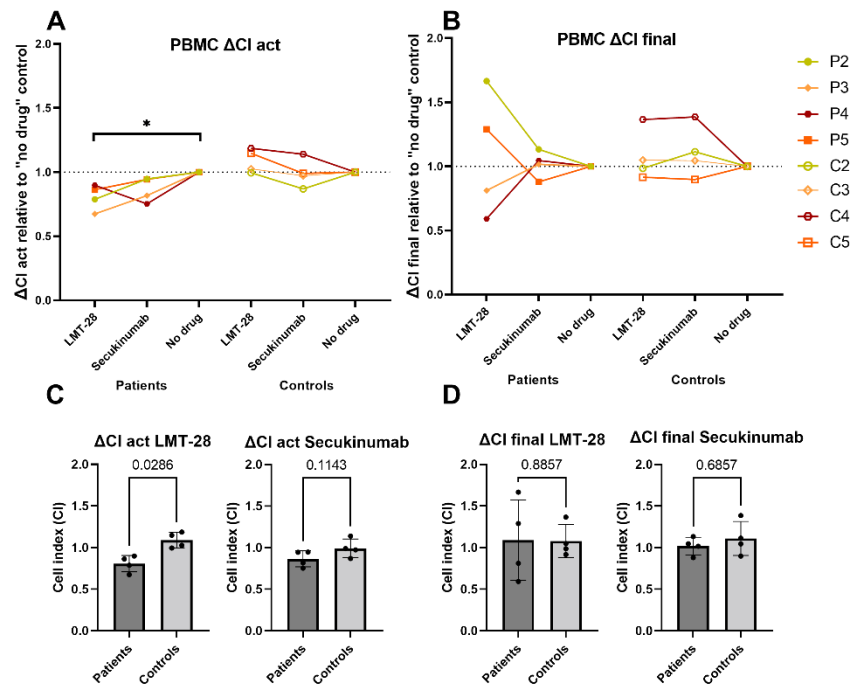 A
PBMC ΔCI act
ΔCI act relative to "no drug" control
2.0
1.5
1.0
0.5
0.0
*
LMT-28
Secukinumab
No drug
LMT-28
Secukinumab
No drug
Patients
Controls
B
PBMC ΔCI final
ΔCI final relative to "no drug" control
2.0
1.5
1.0
0.5
0.0
LMT-28
Secukinumab
No drug
LMT-28
Secukinumab
No drug
Patients
Controls
P2
P3
P4
P5
C2
C3
C4
C5
C
ΔCI act LMT-28
0.0286
Cell index (CI)
2.0
1.5
1.0
0.5
0.0
Patients
Controls
ΔCI act Secukinumab
0.1143
Cell index (CI)
2.0
1.5
1.0
0.5
0.0
Patients
Controls
D
ΔCI final LMT-28
0.8857
Cell index (CI)
2.0
1.5
1.0
0.5
0.0
Patients
Controls
ΔCI final Secukinumab
0.6857
Cell index (CI)
2.0
1.5
1.0
0.5
0.0
Patients
Controls